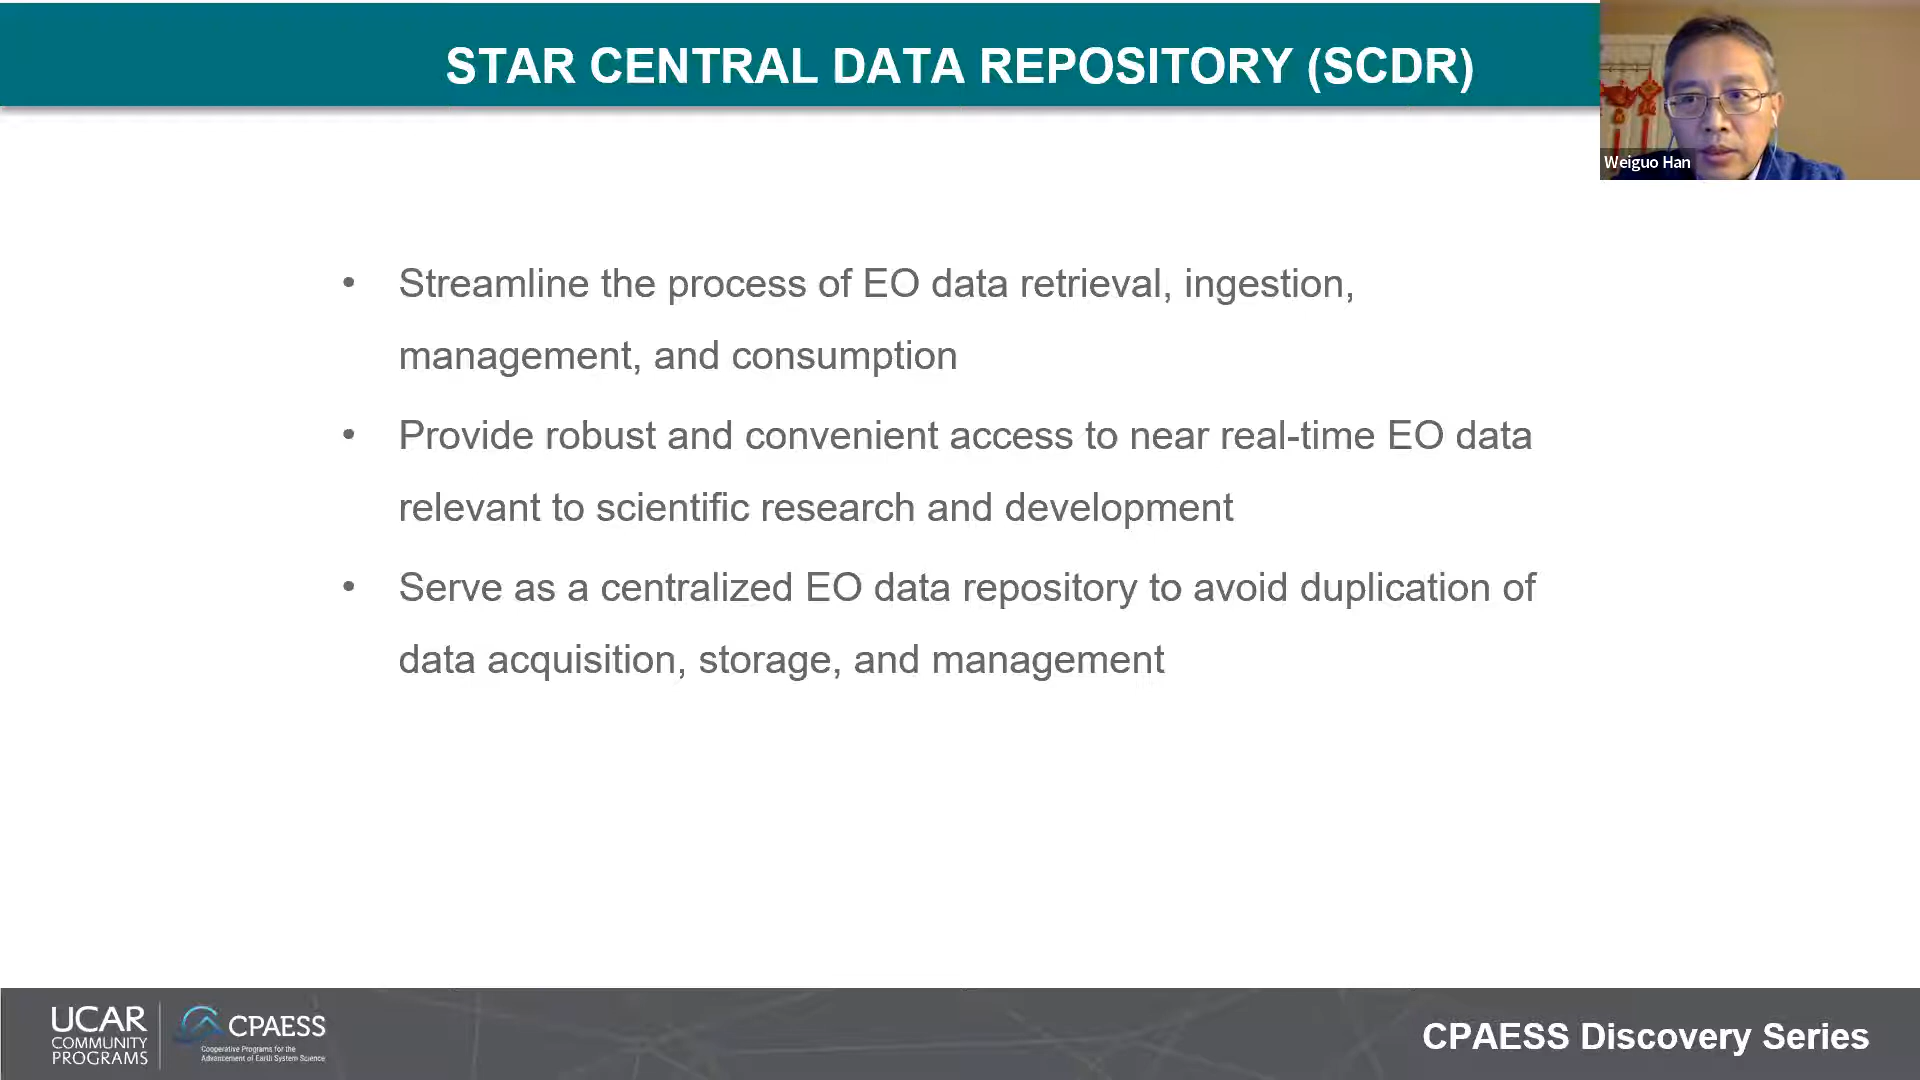 STAR CENTRAL DATA REPOSITORY (SCDR)
Weiguo Han
• Streamline the process of EO data retrieval, ingestion,
management, and consumption
• Provide robust and convenient access to near real-time EO data
relevant to scientific research and development
• Serve as a centralized EO data repository to avoid duplication of
data acquisition, storage, and management
UCAR
COMMUNITY
PROGRAMS
CPAESS
Cooperative Programs for the
Advancement of Earth System Science
CPAESS Discovery Series